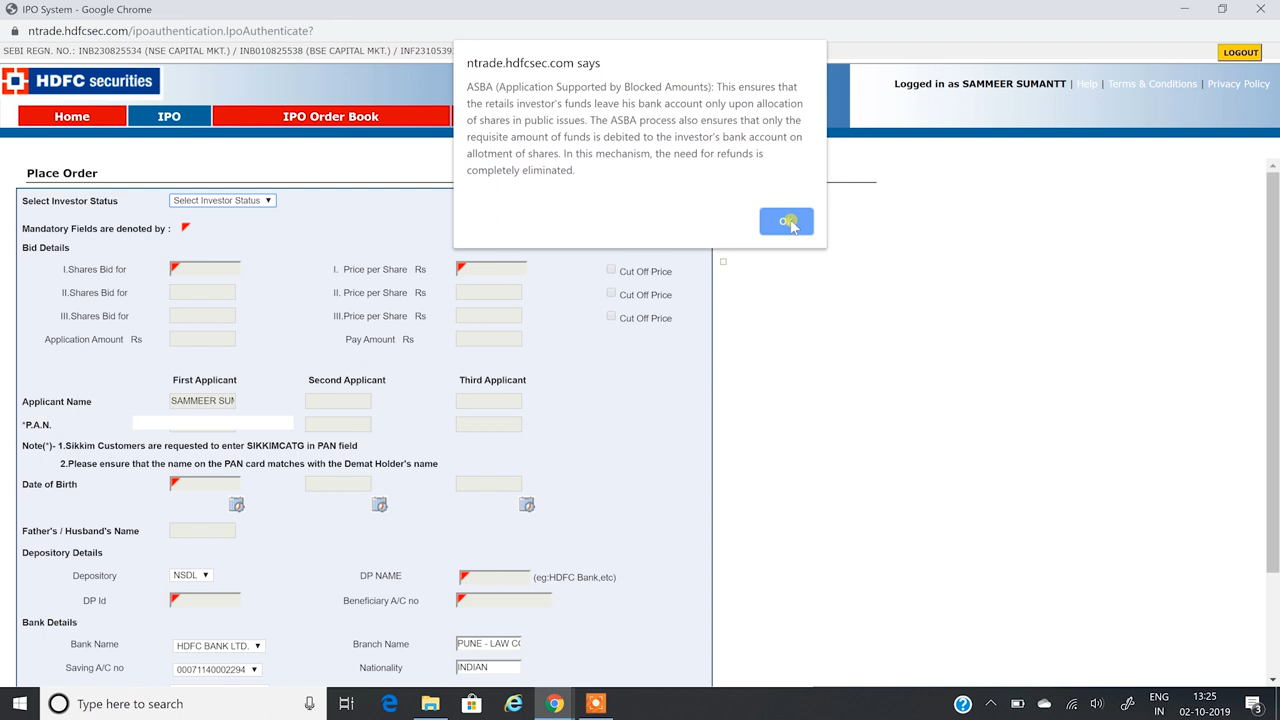 IPO System - Google Chrome
ntrade.hdfcsec.com/ipoauthentication.IpoAuthenticate?
SEBI REGN. NO.: INB230825534 (NSE CAPITAL MKT.) / INB010825538 (BSE CAPITAL MKT.) / INF2310539
LOGOUT
HDFC securities
Logged in as SAMMEER SUMANTT | Help | Terms & Conditions | Privacy Policy
Home IPO IPO Order Book
ntrade.hdfcsec.com says
ASBA (Application Supported by Blocked Amounts): This ensures that
the retails investor's funds leave his bank account only upon allocation
of shares in public issues. The ASBA process also ensures that only the
requisite amount of funds is debited to the investor's bank account on
allotment of shares. In this mechanism, the need for refunds is
completely eliminated.
Place Order
Select Investor Status Select Investor Status
Mandatory Fields are denoted by :
Bid Details
I.Shares Bid for I. Price per Share Rs Cut Off Price
II.Shares Bid for II. Price per Share Rs Cut Off Price
III.Shares Bid for III.Price per Share Rs Cut Off Price
Application Amount Rs Pay Amount Rs
First Applicant Second Applicant Third Applicant
Applicant Name SAMMEER SUM
*P.A.N.
Note(*)- 1.Sikkim Customers are requested to enter SIKKIMCATG in PAN field
2.Please ensure that the name on the PAN card matches with the Demat Holder's name
Date of Birth
Father's / Husband's Name
Depository Details
Depository NSDL DP NAME (eg:HDFC Bank,etc)
DP Id Beneficiary A/C no
Bank Details
Bank Name HDFC BANK LTD. Branch Name PUNE - LAW CO
Saving A/C no 00071140002294 Nationality INDIAN
Type here to search
ENG 13:25
IN 02-10-2019 3